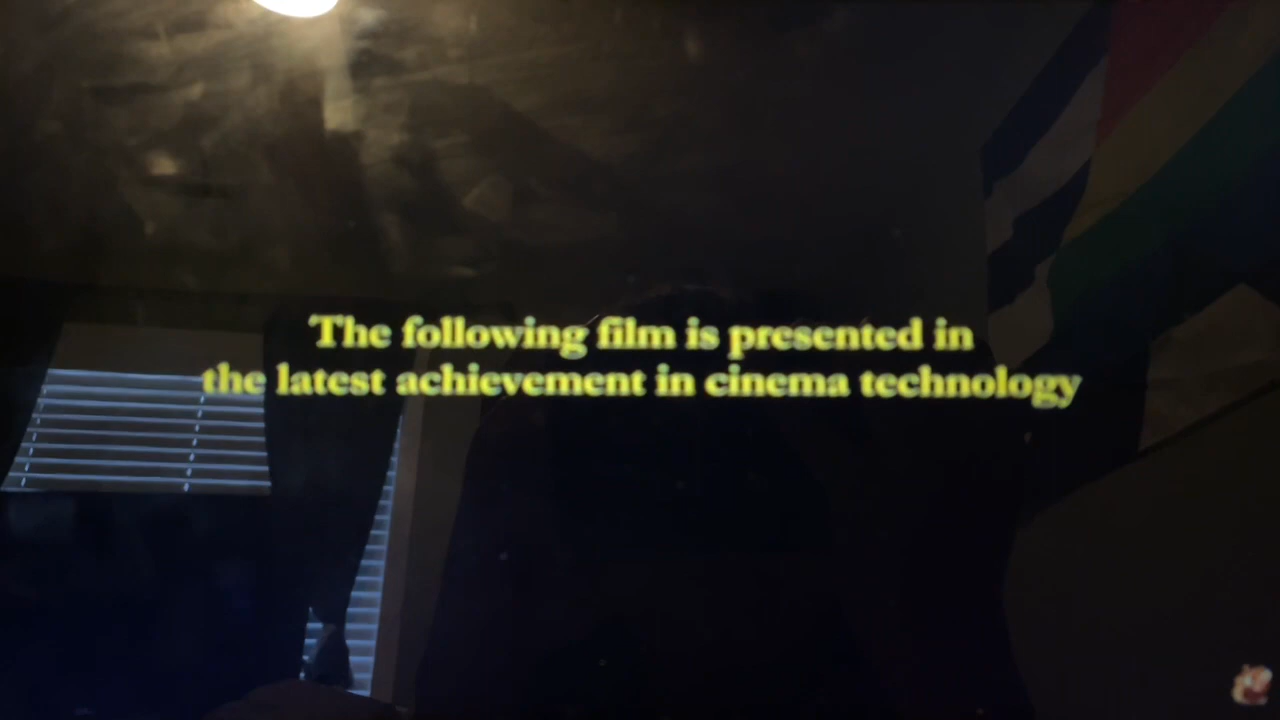 The following film is presented in
the latest achievement in cinema technology